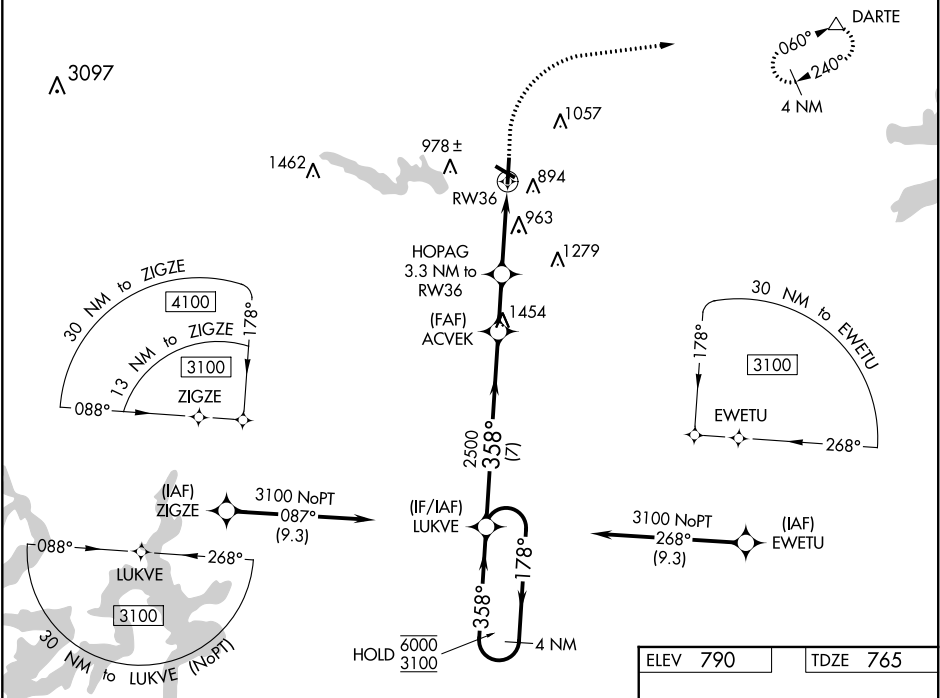 DARTE
060°
240°
4 NM
3097
1057
978 ±
1462
894
RW36
963
HOPAG
3.3 NM to
RW36
1279
(FAF)
ACVEK
1454
30 NM to ZIGZE
4100
178°
13 NM to ZIGZE
3100
ZIGZE
088°
30 NM to EWETU
178°
3100
EWETU
268°
2500
358°
(7)
(IAF)
ZIGZE
3100 NoPT
087°
(9.3)
(IF/IAF)
LUKVE
3100 NoPT
268°
(9.3)
(IAF)
EWETU
088°
268°
LUKVE
3100
30 NM to LUKVE (NoPT)
358°
178°
HOLD
6000
3100
4 NM
ELEV 790
TDZE 765